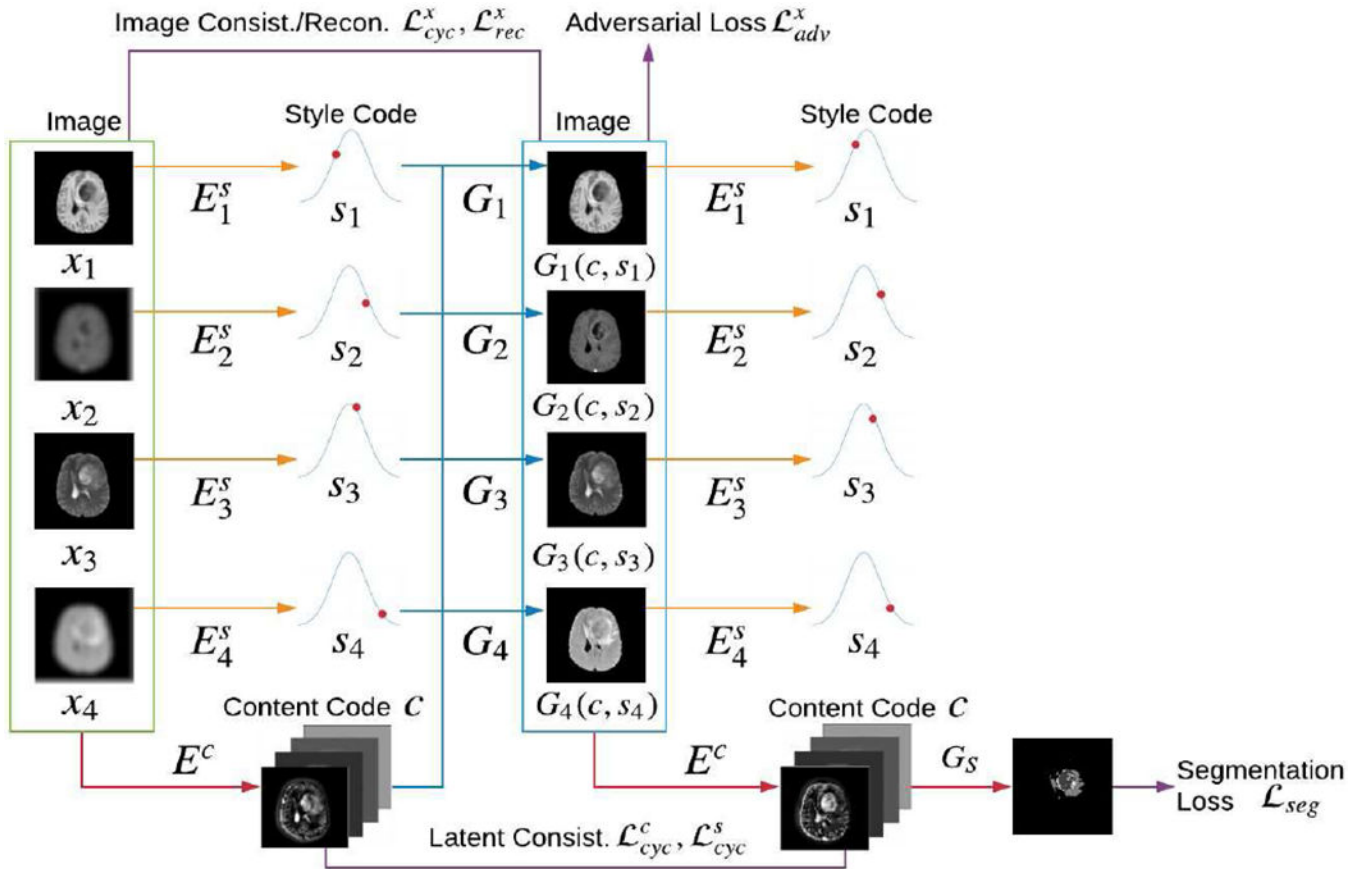 Image Consist./Recon. ℒ^x_cyc, ℒ^x_rec
Adversarial Loss ℒ^x_adv
Image
Style Code
Image
Style Code
E^s_1
s_1
G_1
E^s_1
s_1
x_1
G_1(c, s_1)
E^s_2
s_2
G_2
E^s_2
s_2
x_2
G_2(c, s_2)
E^s_3
s_3
G_3
E^s_3
s_3
x_3
G_3(c, s_3)
E^s_4
s_4
G_4
E^s_4
s_4
x_4
G_4(c, s_4)
Content Code c
Content Code c
E^c
E^c
G_S
Segmentation
Loss ℒ_seg
Latent Consist. ℒ^c_cyc, ℒ^s_cyc